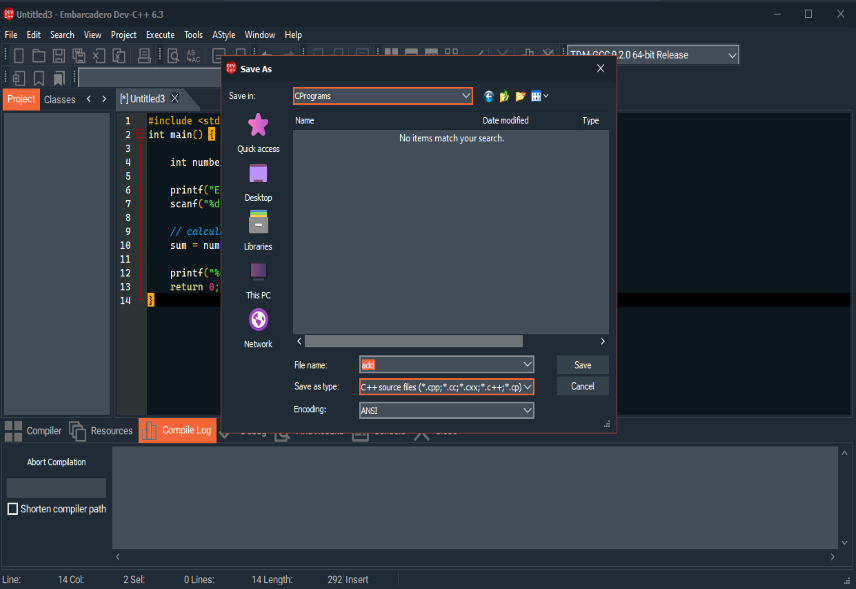 Untitled3 - Embarcadero Dev-C++ 6.3
File Edit Search View Project Execute Tools AStyle Window Help
TDM-GCC 9.2.0 64-bit Release
Project Classes
[*] Untitled3
1 #include <std
2 int main() {
3
4 int numbe
5
6 printf("E
7 scanf("%d
8
9 // calcul
10 sum = num
11
12 printf("%
13 return 0;
14 }
Save As
Save in: CPrograms
Name Date modified Type
No items match your search.
Quick access
Desktop
Libraries
This PC
Network
File name: add Save
Save as type: C++ source files (*.cpp;*.cc;*.cxx;*.c++;*.cp) Cancel
Encoding: ANSI
Compiler Resources Compile Log
Abort Compilation
Shorten compiler path
Line: 14 Col: 2 Sel: 0 Lines: 14 Length: 292 Insert